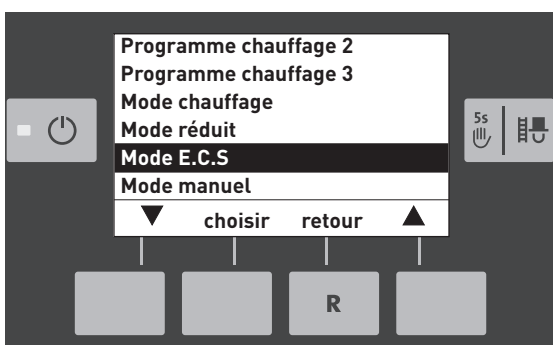 Programme chauffage 2
Programme chauffage 3
Mode chauffage
Mode réduit
Mode E.C.S
Mode manuel
▼ choisir retour ▲
5s
R